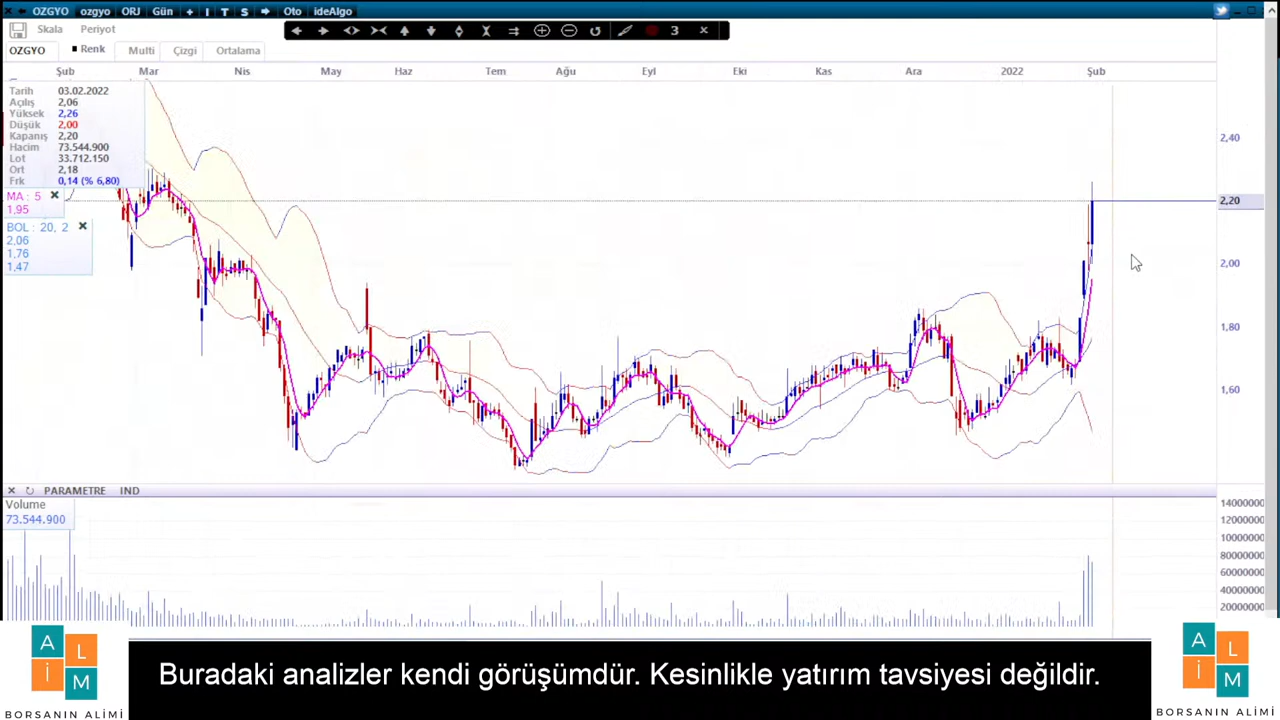 OZGYO ozgyo ORJ Gün + I T S Oto ideAlgo
Skala Periyot
3
OZGYO Renk Multi Çizgi Ortalama
Şub Mar Nis May Haz Tem Ağu Eyl Eki Kas Ara 2022 Şub
Tarih 03.02.2022
Açılış 2,06
Yüksek 2,26
Düşük 2,00
Kapanış 2,20
Hacim 73.544.900
Lot 33.712.150
Ort 2,18
Frk 0,14 (% 6,80)
MA : 5
1,95
BOL : 20, 2
2,06
1,76
1,47
2,40
2,20
2,00
1,80
1,60
PARAMETRE IND
Volume
73.544.900
14000000
12000000
10000000
80000000
60000000
40000000
20000000
A L İ M
BORSANIN ALİMİ
Buradaki analizler kendi görüşümdür. Kesinlikle yatırım tavsiyesi değildir.
A L İ M
BORSANIN ALİMİ